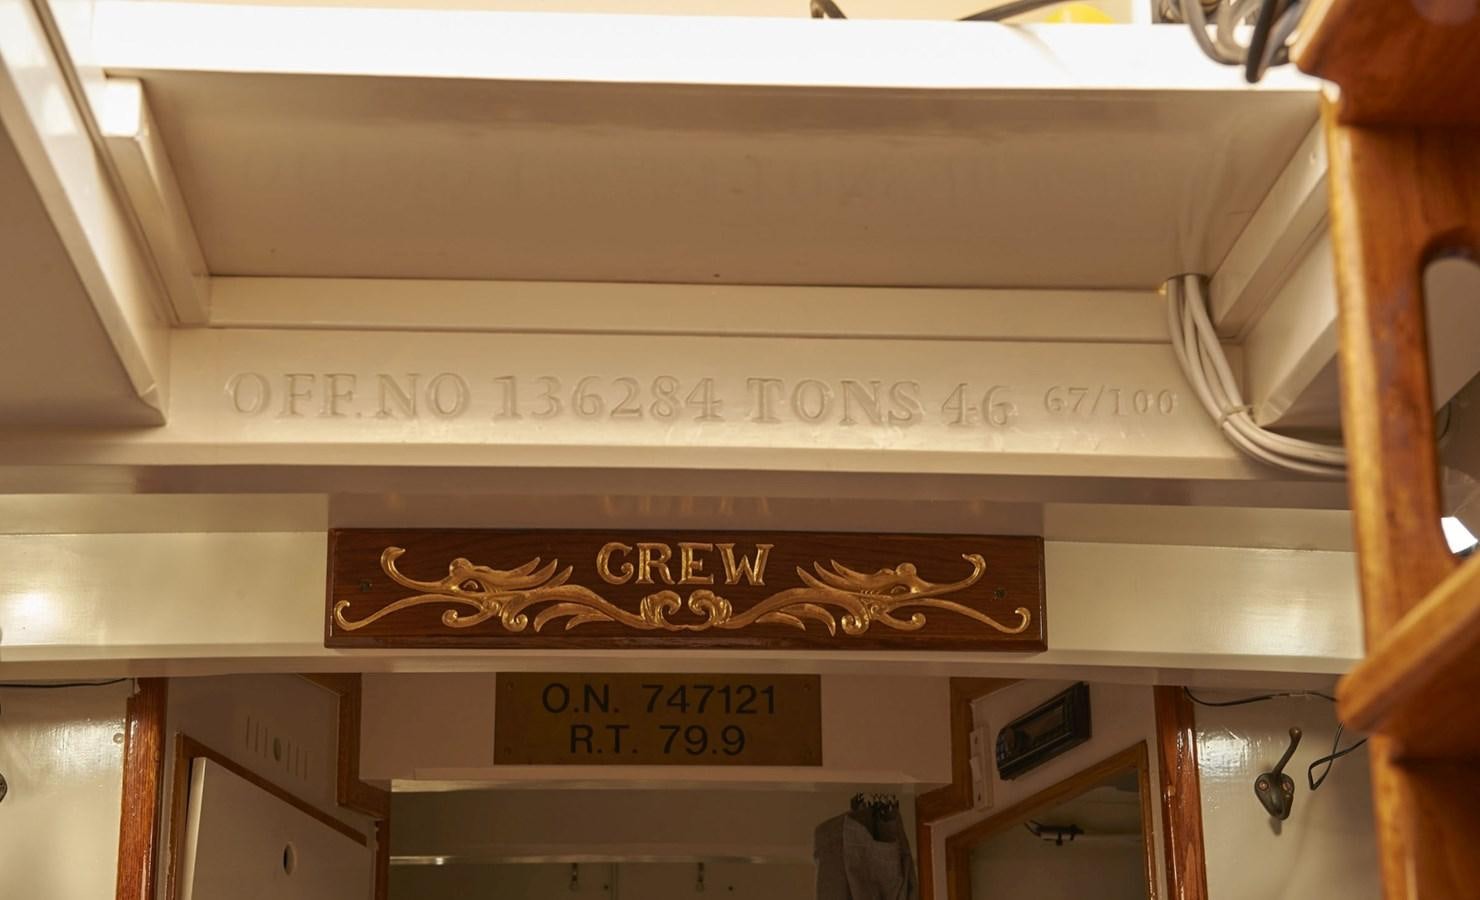 OFF.NO 136284 TONS 46 67/100
CREW
O.N. 747121
R.T. 79.9